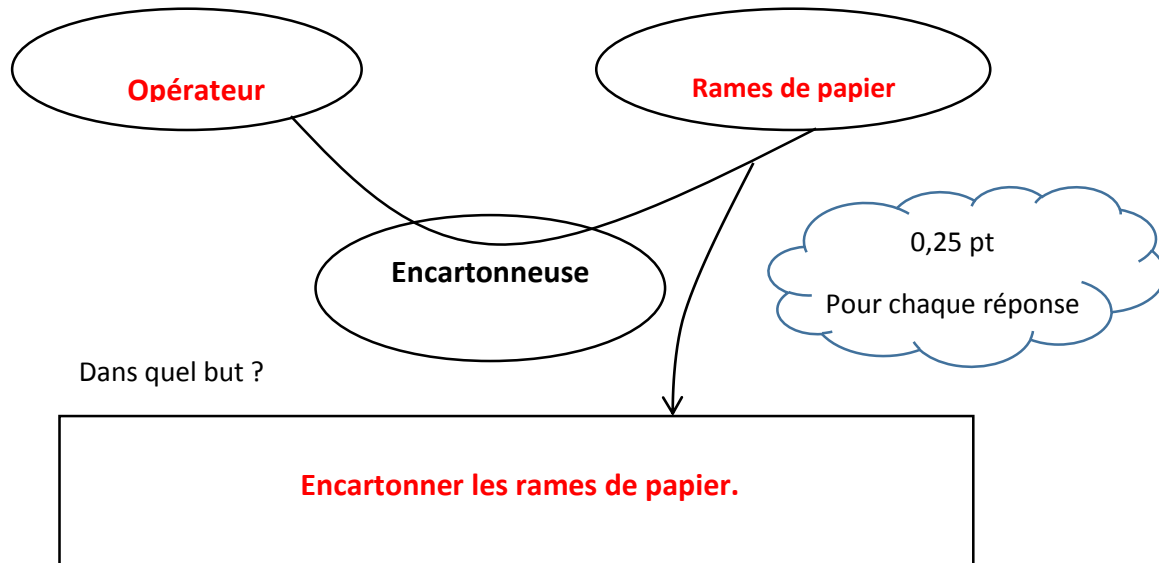 Opérateur
Rames de papier
Encartonneuse
0,25 pt
Pour chaque réponse
Dans quel but ?
Encartonner les rames de papier.